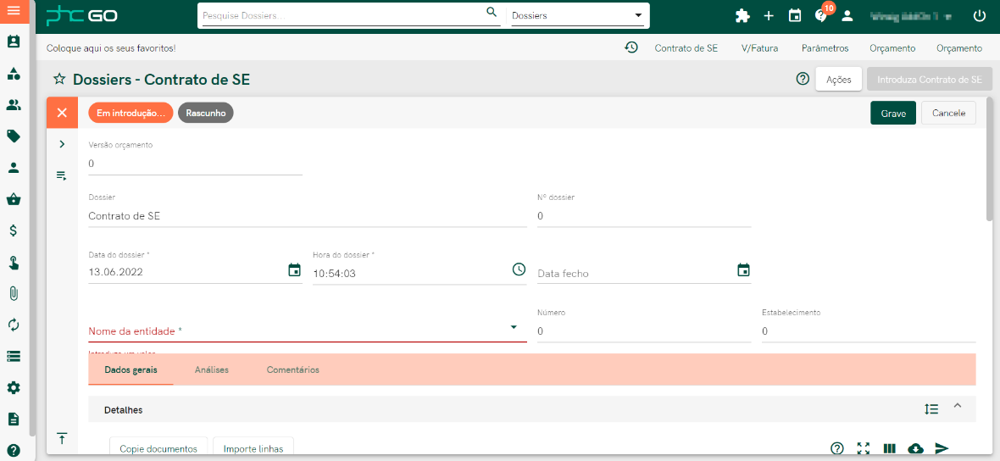 phc GO
Pesquise Dossiers...
Dossiers
10
Coloque aqui os seus favoritos!
Contrato de SE
V/Fatura
Parâmetros
Orçamento
Orçamento
Dossiers - Contrato de SE
Ações
Introduza Contrato de SE
Em introdução...
Rascunho
Grave
Cancele
Versão orçamento
0
Dossier
Nº dossier
Contrato de SE
0
Data do dossier *
Hora do dossier *
13.06.2022
10:54:03
Data fecho
Número
Estabelecimento
Nome da entidade *
0
0
Introduza um valor
Dados gerais
Análises
Comentários
Detalhes
Copie documentos
Importe linhas